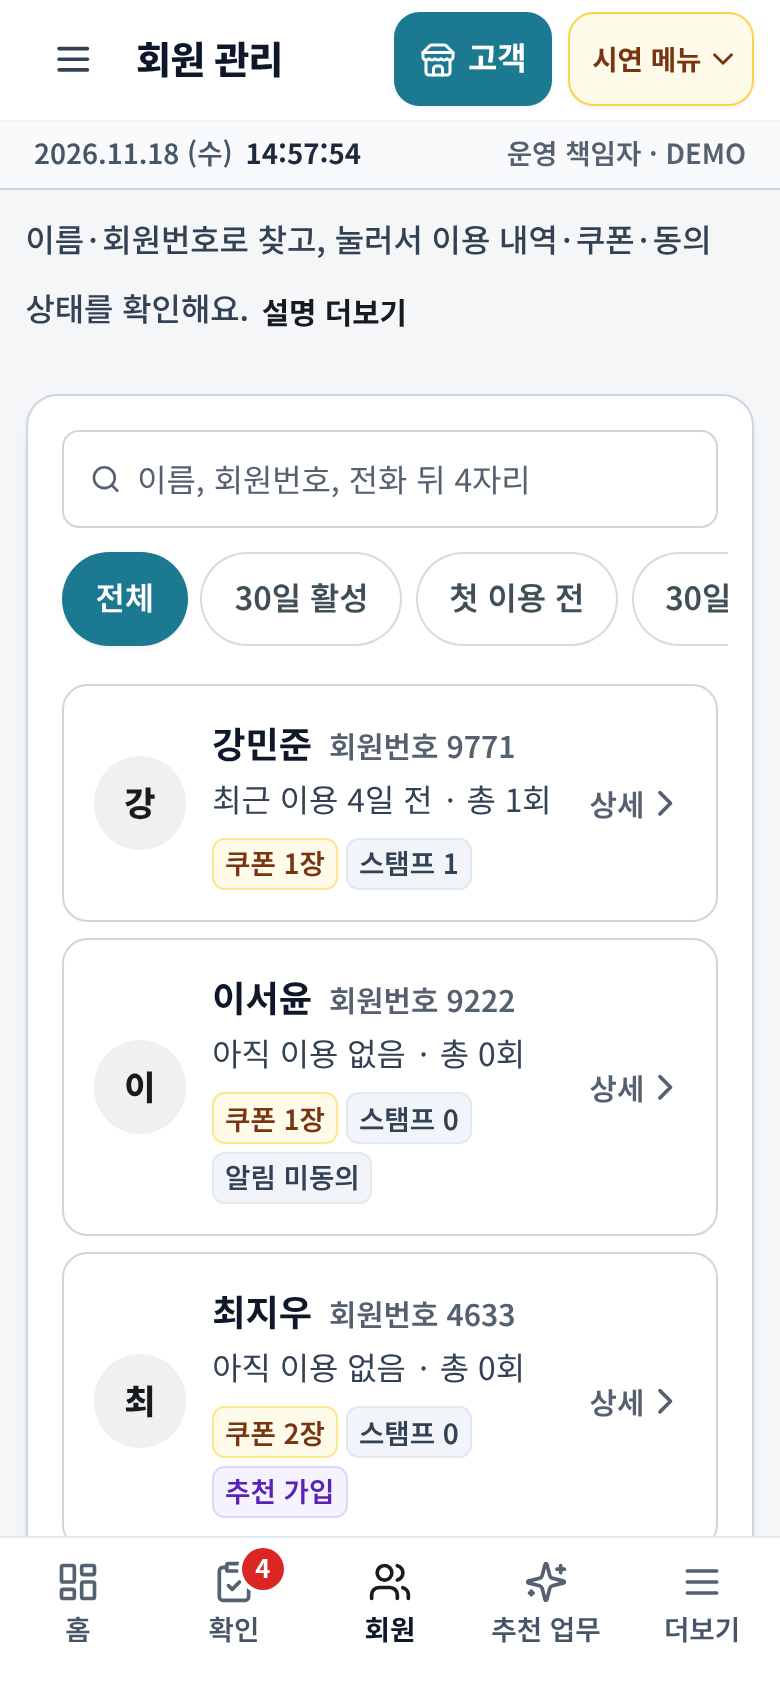 회원 관리
고객
시연 메뉴
2026.11.18 (수) 14:57:54
운영 책임자 · DEMO
이름·회원번호로 찾고, 눌러서 이용 내역·쿠폰·동의
상태를 확인해요. 설명 더보기
이름, 회원번호, 전화 뒤 4자리
전체
30일 활성
첫 이용 전
30일
강
강민준 회원번호 9771
최근 이용 4일 전 · 총 1회
쿠폰 1장
스탬프 1
상세
이
이서윤 회원번호 9222
아직 이용 없음 · 총 0회
쿠폰 1장
스탬프 0
알림 미동의
상세
최
최지우 회원번호 4633
아직 이용 없음 · 총 0회
쿠폰 2장
스탬프 0
추천 가입
상세
홈
4
확인
회원
추천 업무
더보기